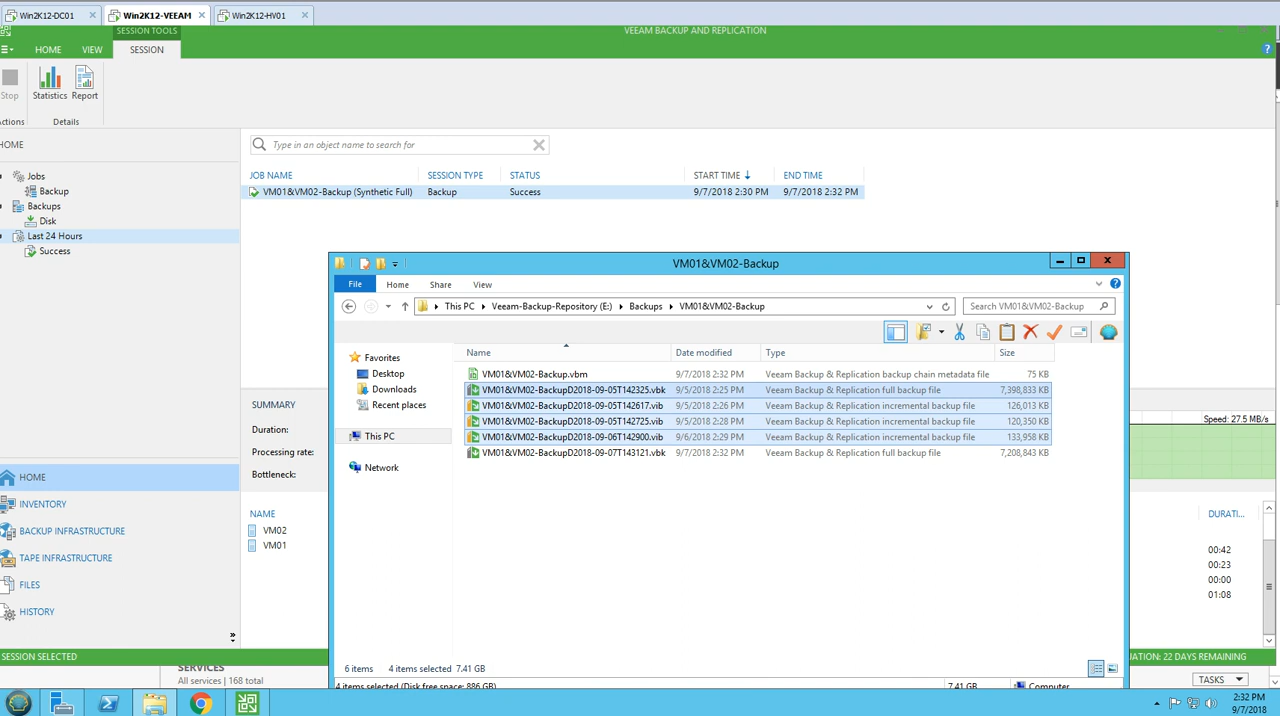 Win2K12-DC01
Win2K12-VEEAM
Win2K12-HV01
SESSION TOOLS
VEEAM BACKUP AND REPLICATION
HOME VIEW SESSION
Stop Statistics Report
ctions Details
HOME
Type in an object name to search for
JOB NAME SESSION TYPE STATUS START TIME END TIME
VM01&VM02-Backup (Synthetic Full) Backup Success 9/7/2018 2:30 PM 9/7/2018 2:32 PM
Jobs
Backup
Backups
Disk
Last 24 Hours
Success
VM01&VM02-Backup
File Home Share View
This PC Veeam-Backup-Repository (E:) Backups VM01&VM02-Backup
Search VM01&VM02-Backup
Name Date modified Type Size
VM01&VM02-Backup.vbm 9/7/2018 2:32 PM Veeam Backup & Replication backup chain metadata file 75 KB
VM01&VM02-BackupD2018-09-05T142325.vbk 9/5/2018 2:25 PM Veeam Backup & Replication full backup file 7,398,833 KB
VM01&VM02-BackupD2018-09-05T142617.vib 9/5/2018 2:26 PM Veeam Backup & Replication incremental backup file 126,013 KB
VM01&VM02-BackupD2018-09-05T142725.vib 9/5/2018 2:28 PM Veeam Backup & Replication incremental backup file 120,350 KB
VM01&VM02-BackupD2018-09-06T142900.vib 9/6/2018 2:29 PM Veeam Backup & Replication incremental backup file 133,958 KB
VM01&VM02-BackupD2018-09-07T143121.vbk 9/7/2018 2:32 PM Veeam Backup & Replication full backup file 7,208,843 KB
Favorites
Desktop
Downloads
Recent places
This PC
Network
6 items 4 items selected 7.41 GB
4 items selected (Disk free space: 886 GB) 7.41 GB Computer
SUMMARY
Duration:
Processing rate:
Bottleneck:
Speed: 27.5 MB/s
NAME
VM02
VM01
DURATI...
00:42
00:23
00:00
01:08
HOME
INVENTORY
BACKUP INFRASTRUCTURE
TAPE INFRASTRUCTURE
FILES
HISTORY
SESSION SELECTED
UATION: 22 DAYS REMAINING
SERVICES
All services | 168 total
TASKS
2:32 PM
9/7/2018